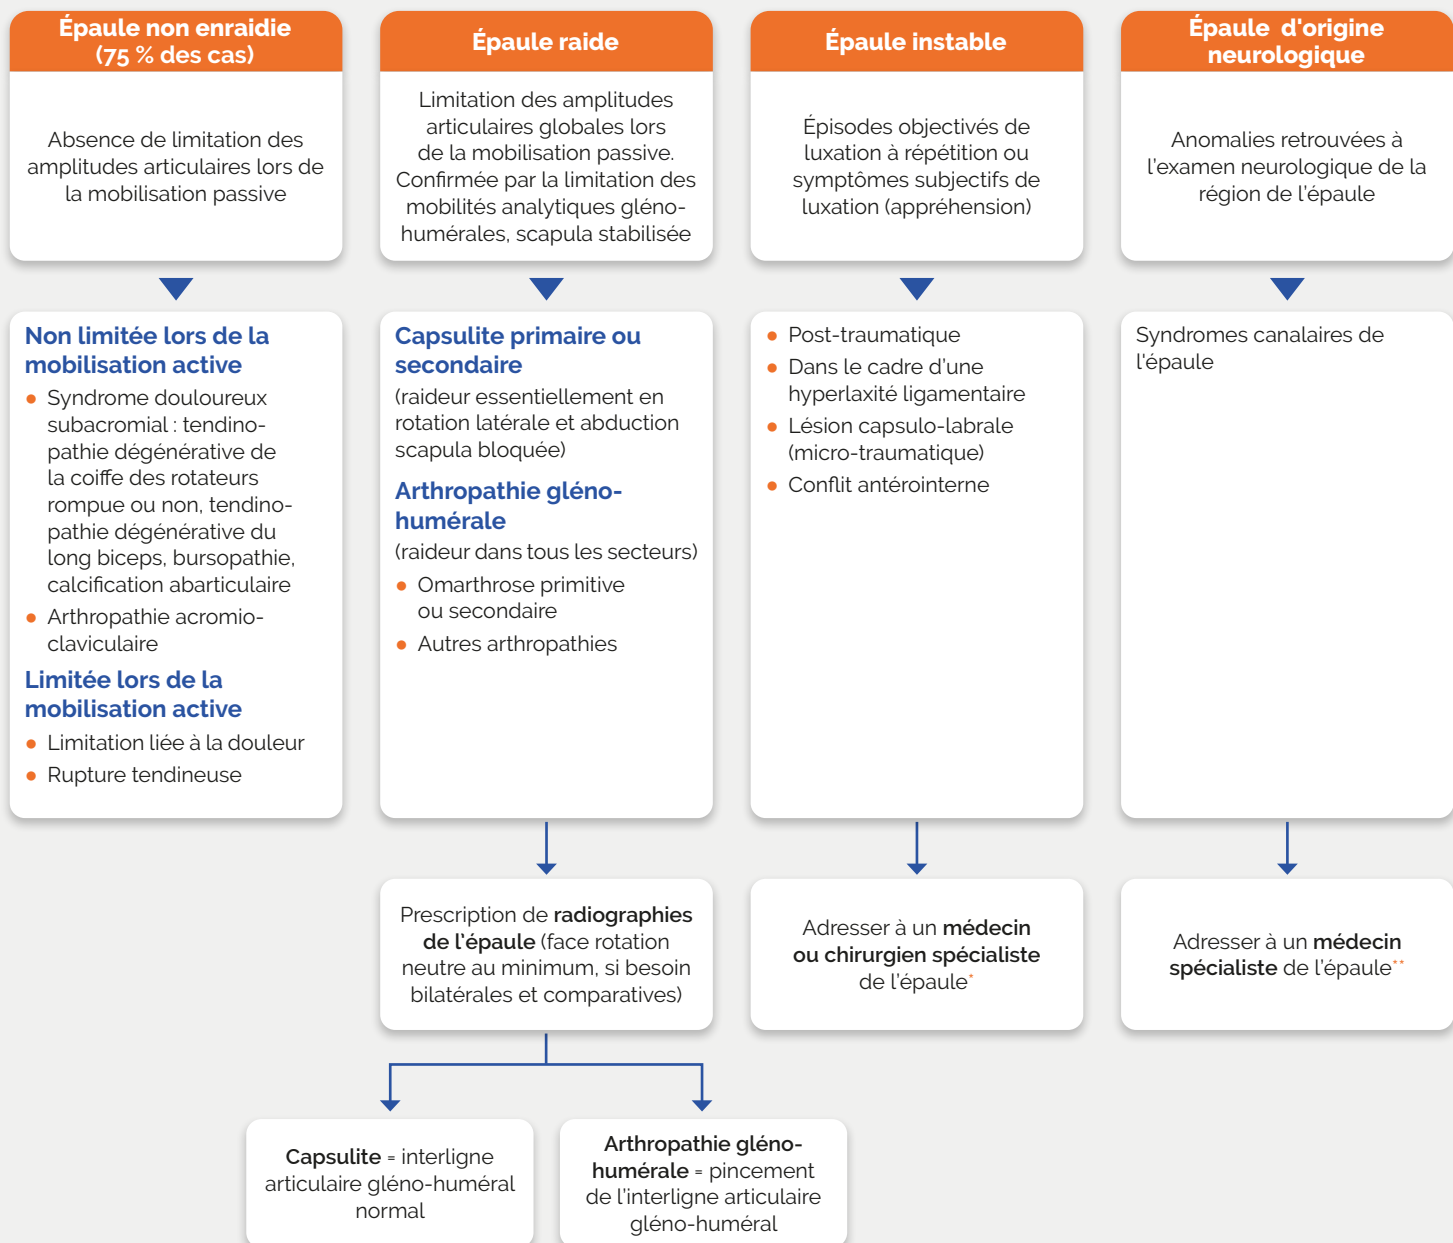 Épaule non enraidie
(75 % des cas)
Absence de limitation des
amplitudes articulaires lors de
la mobilisation passive
Non limitée lors de la
mobilisation active
• Syndrome douloureux
subacromial : tendino-
pathie dégénérative de
la coiffe des rotateurs
rompue ou non, tendino-
pathie dégénérative du
long biceps, bursopathie,
calcification abarticulaire
• Arthropathie acromio-
claviculaire
Limitée lors de la
mobilisation active
• Limitation liée à la douleur
• Rupture tendineuse
Épaule raide
Limitation des amplitudes
articulaires globales lors
de la mobilisation passive.
Confirmée par la limitation des
mobilités analytiques gléno-
humérales, scapula stabilisée
Capsulite primaire ou
secondaire
(raideur essentiellement en
rotation latérale et abduction
scapula bloquée)
Arthropathie gléno-
humérale
(raideur dans tous les secteurs)
• Omarthrose primitive
ou secondaire
• Autres arthropathies
Prescription de radiographies
de l'épaule (face rotation
neutre au minimum, si besoin
bilatérales et comparatives)
Capsulite = interligne
articulaire gléno-huméral
normal
Arthropathie gléno-
humérale = pincement
de l'interligne articulaire
gléno-huméral
Épaule instable
Épisodes objectivés de
luxation à répétition ou
symptômes subjectifs de
luxation (appréhension)
• Post-traumatique
• Dans le cadre d'une
hyperlaxité ligamentaire
• Lésion capsulo-labrale
(micro-traumatique)
• Conflit antérointerne
Adresser à un médecin
ou chirurgien spécialiste
de l'épaule*
Épaule d'origine
neurologique
Anomalies retrouvées à
l'examen neurologique de la
région de l'épaule
Syndromes canalaires de
l'épaule
Adresser à un médecin
spécialiste de l'épaule**